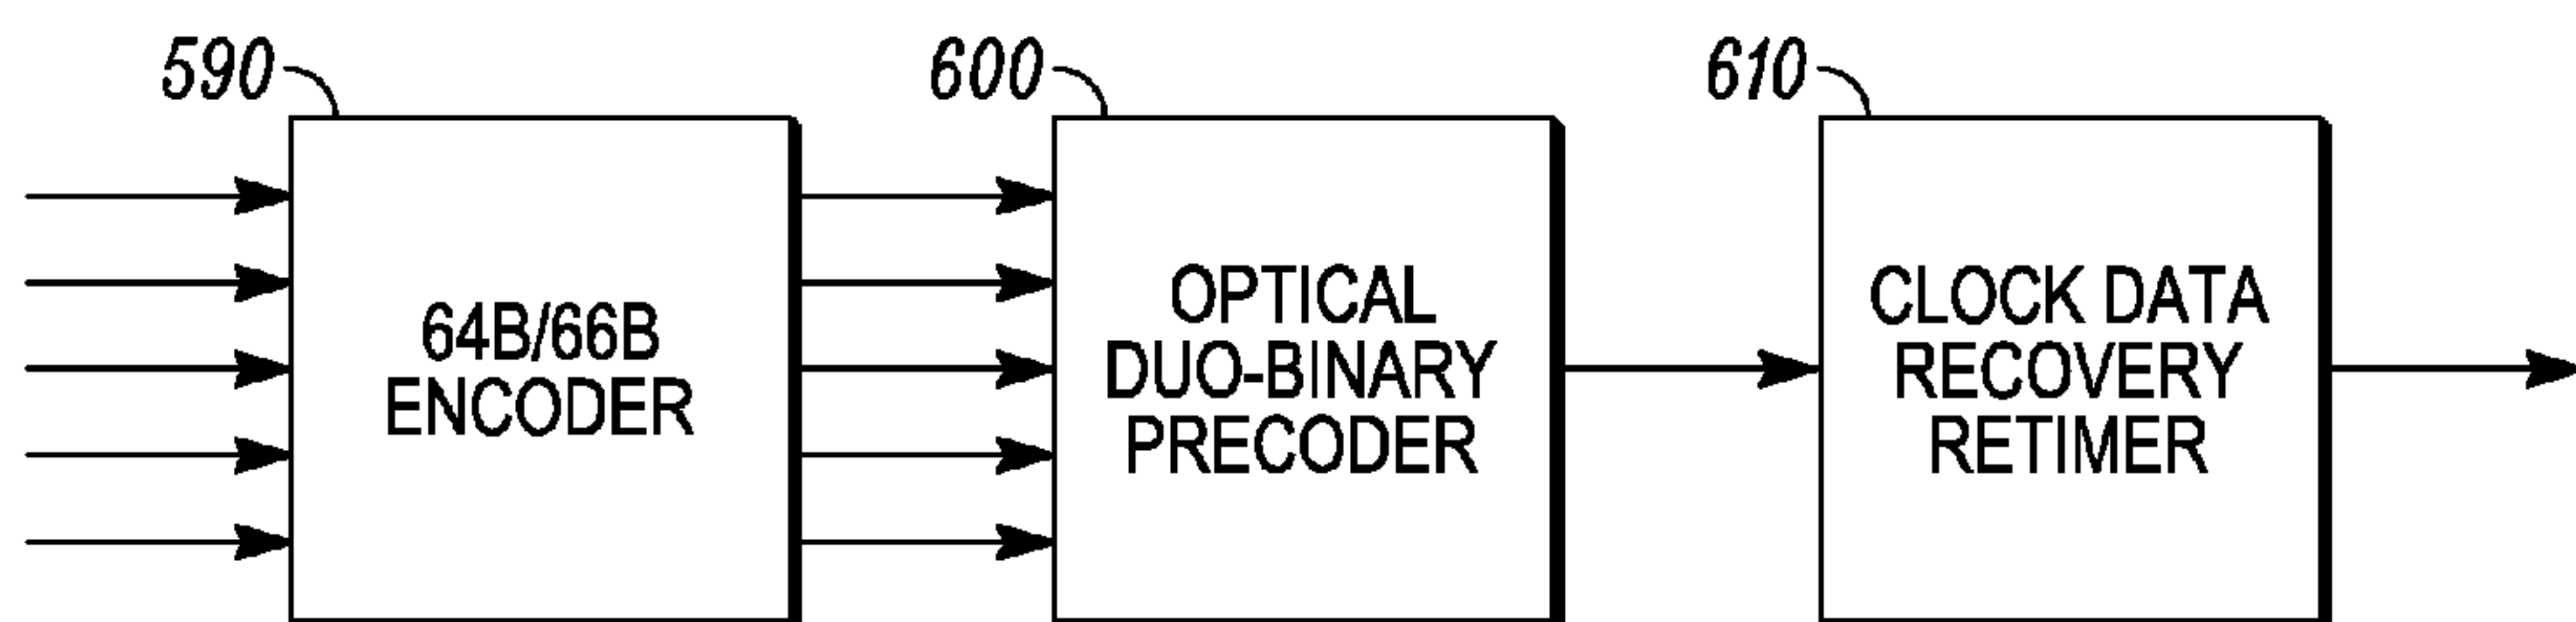 590
600
610
64B/66B
ENCODER
OPTICAL
DUO-BINARY
PRECODER
CLOCK DATA
RECOVERY
RETIMER